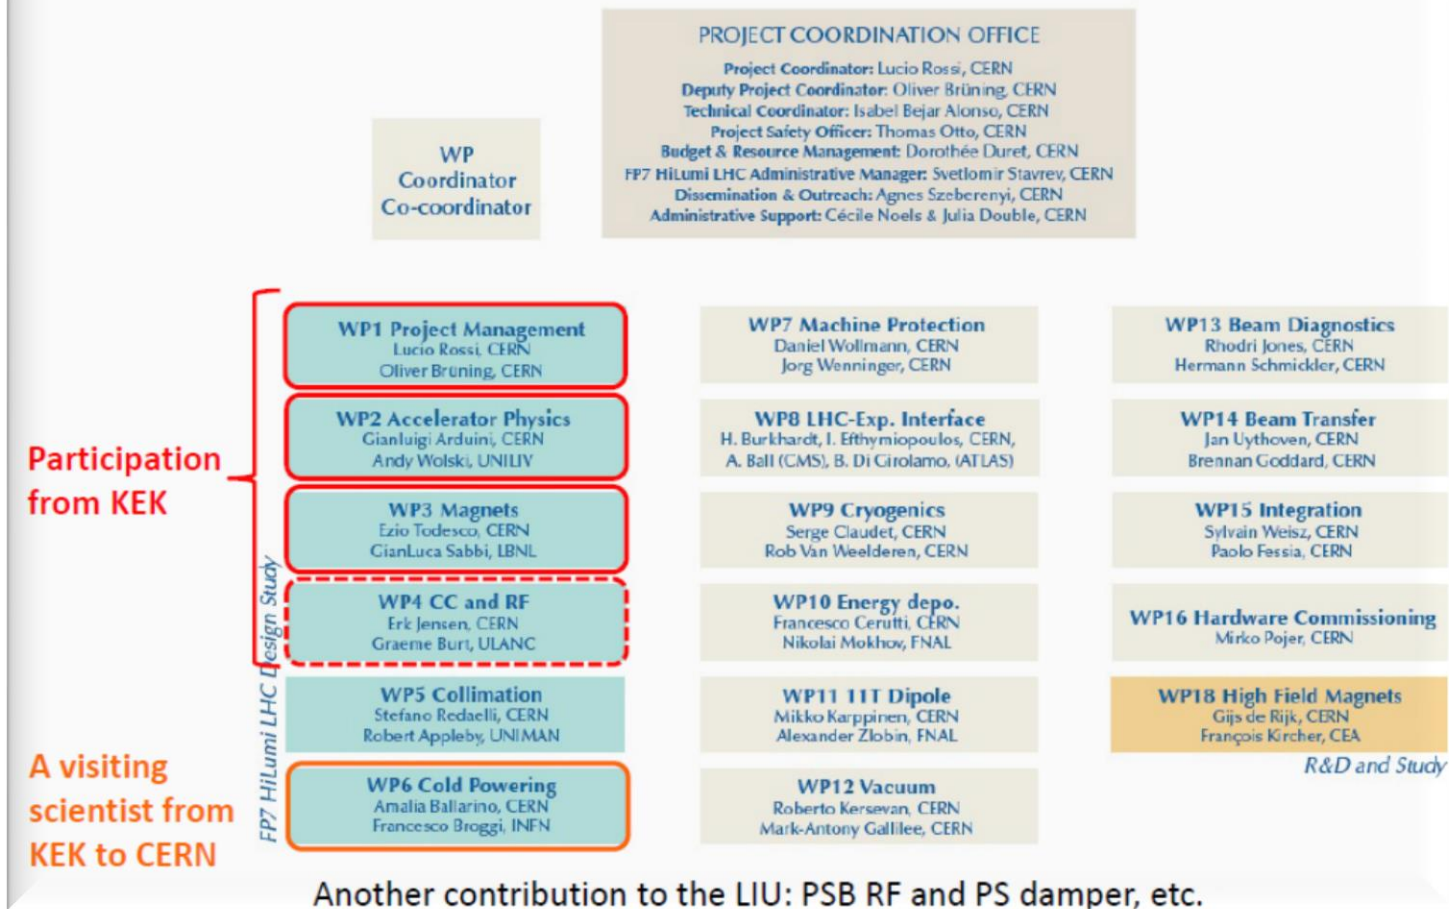 PROJECT COORDINATION OFFICE
Project Coordinator: Lucio Rossi, CERN
Deputy Project Coordinator: Oliver Brüning, CERN
Technical Coordinator: Isabel Bejar Alonso, CERN
Project Safety Officer: Thomas Otto, CERN
Budget & Resource Management: Dorothée Duret, CERN
FP7 HiLumi LHC Administrative Manager: Svetlomir Stavrev, CERN
Dissemination & Outreach: Agnes Szeberenyi, CERN
Administrative Support: Cécile Noels & Julia Double, CERN
WP
Coordinator
Co-coordinator
Participation
from KEK
A visiting
scientist from
KEK to CERN
FP7 HiLumi LHC Design Study
WP1 Project Management
Lucio Rossi, CERN
Oliver Brüning, CERN
WP2 Accelerator Physics
Gianluigi Arduini, CERN
Andy Wolski, UNILIV
WP3 Magnets
Ezio Todesco, CERN
GianLuca Sabbi, LBNL
WP4 CC and RF
Erk Jensen, CERN
Graeme Burt, ULANC
WP5 Collimation
Stefano Redaelli, CERN
Robert Appleby, UNIMAN
WP6 Cold Powering
Amalia Ballarino, CERN
Francesco Broggi, INFN
WP7 Machine Protection
Daniel Wollmann, CERN
Jorg Wenninger, CERN
WP8 LHC-Exp. Interface
H. Burkhardt, I. Efthymiopoulos, CERN,
A. Ball (CMS), B. Di Girolamo, (ATLAS)
WP9 Cryogenics
Serge Claudet, CERN
Rob Van Weelderen, CERN
WP10 Energy depo.
Francesco Cerutti, CERN
Nikolai Mokhov, FNAL
WP11 11T Dipole
Mikko Karppinen, CERN
Alexander Zlobin, FNAL
WP12 Vacuum
Roberto Kersevan, CERN
Mark-Antony Gallilee, CERN
WP13 Beam Diagnostics
Rhodri Jones, CERN
Hermann Schmickler, CERN
WP14 Beam Transfer
Jan Uythoven, CERN
Brennan Goddard, CERN
WP15 Integration
Sylvain Weisz, CERN
Paolo Fessia, CERN
WP16 Hardware Commissioning
Mirko Pojer, CERN
WP18 High Field Magnets
Gijs de Rijk, CERN
François Kircher, CEA
R&D and Study
Another contribution to the LIU: PSB RF and PS damper, etc.